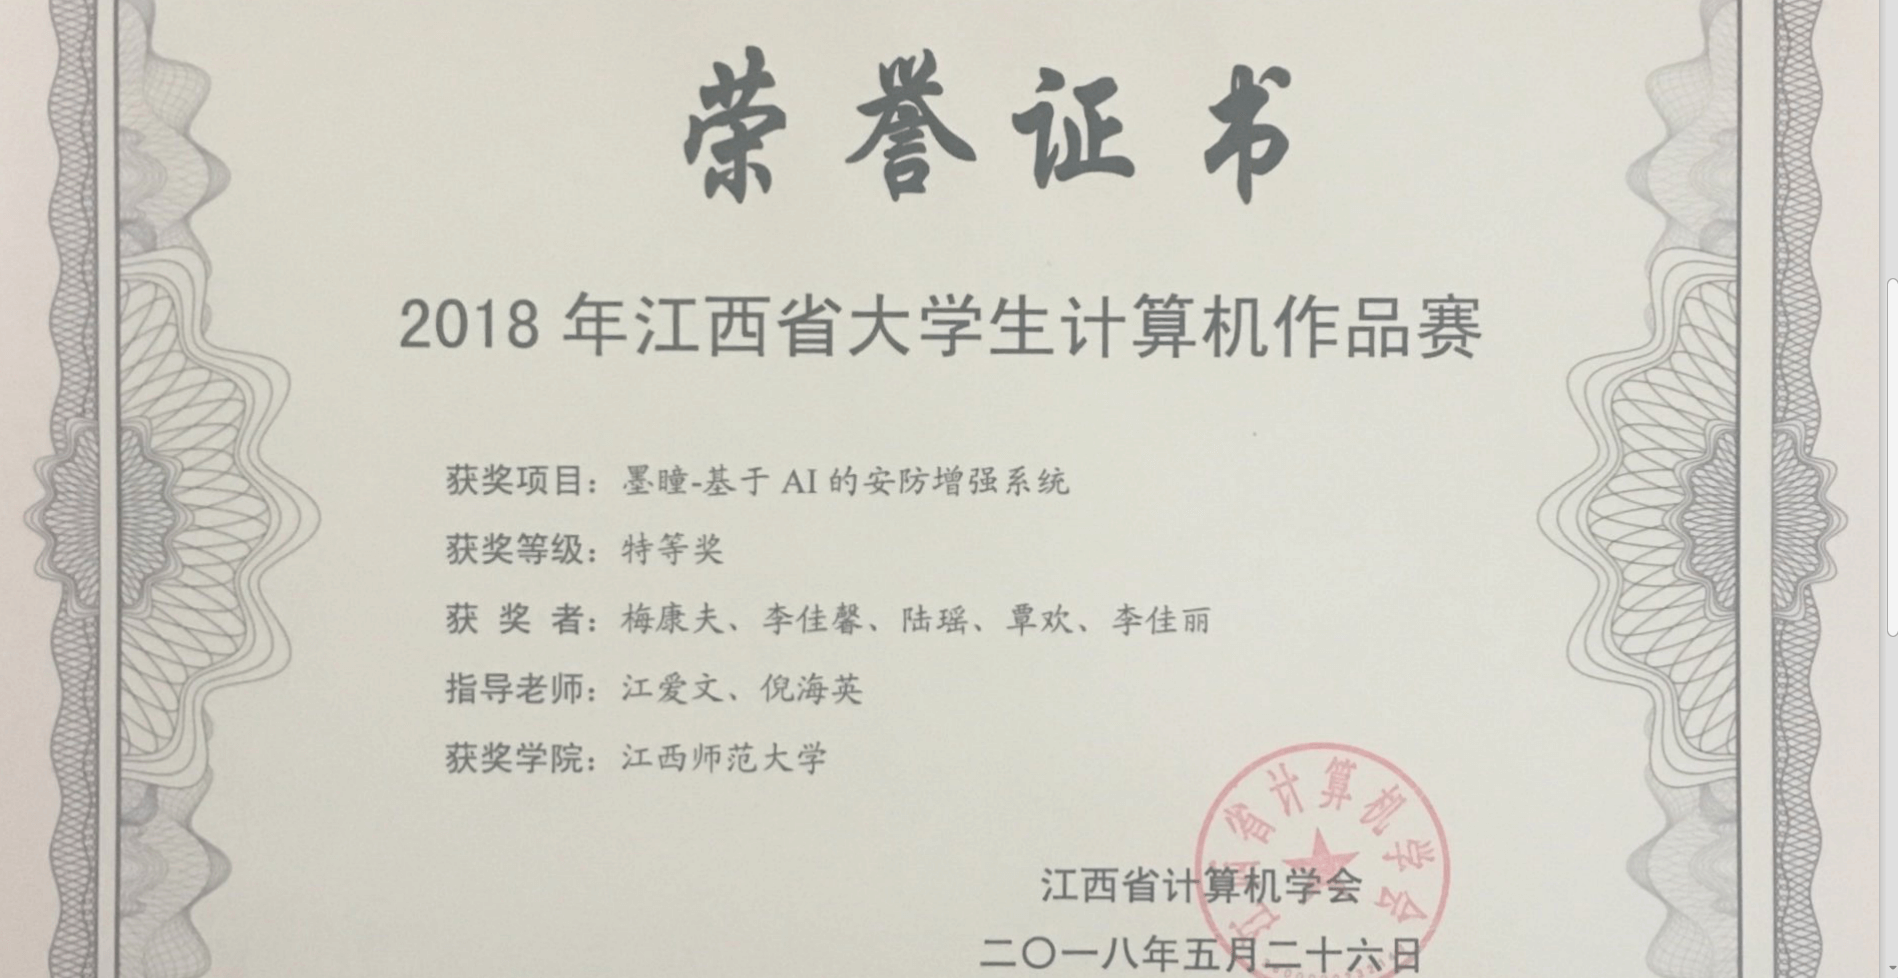 荣誉证书
2018 年江西省大学生计算机作品赛
获奖项目：墨瞳-基于 AI 的安防增强系统
获奖等级：特等奖
获 奖 者：梅康夫、李佳馨、陆瑶、覃欢、李佳丽
指导老师：江爱文、倪海英
获奖学院：江西师范大学
江西省计算机学会
江西省计算机学会
二〇一八年五月二十六日